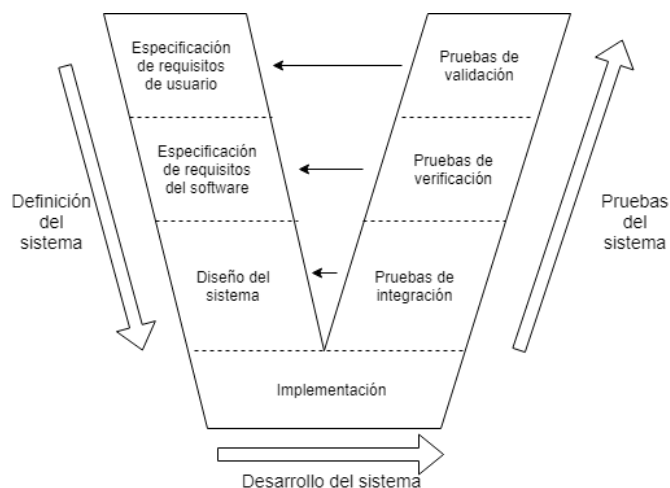 Especificación
de requisitos
de usuario
Pruebas de
validación
Especificación
de requisitos
del software
Pruebas de
verificación
Definición
del
sistema
Pruebas
del
sistema
Diseño del
sistema
Pruebas de
integración
Implementación
Desarrollo del sistema